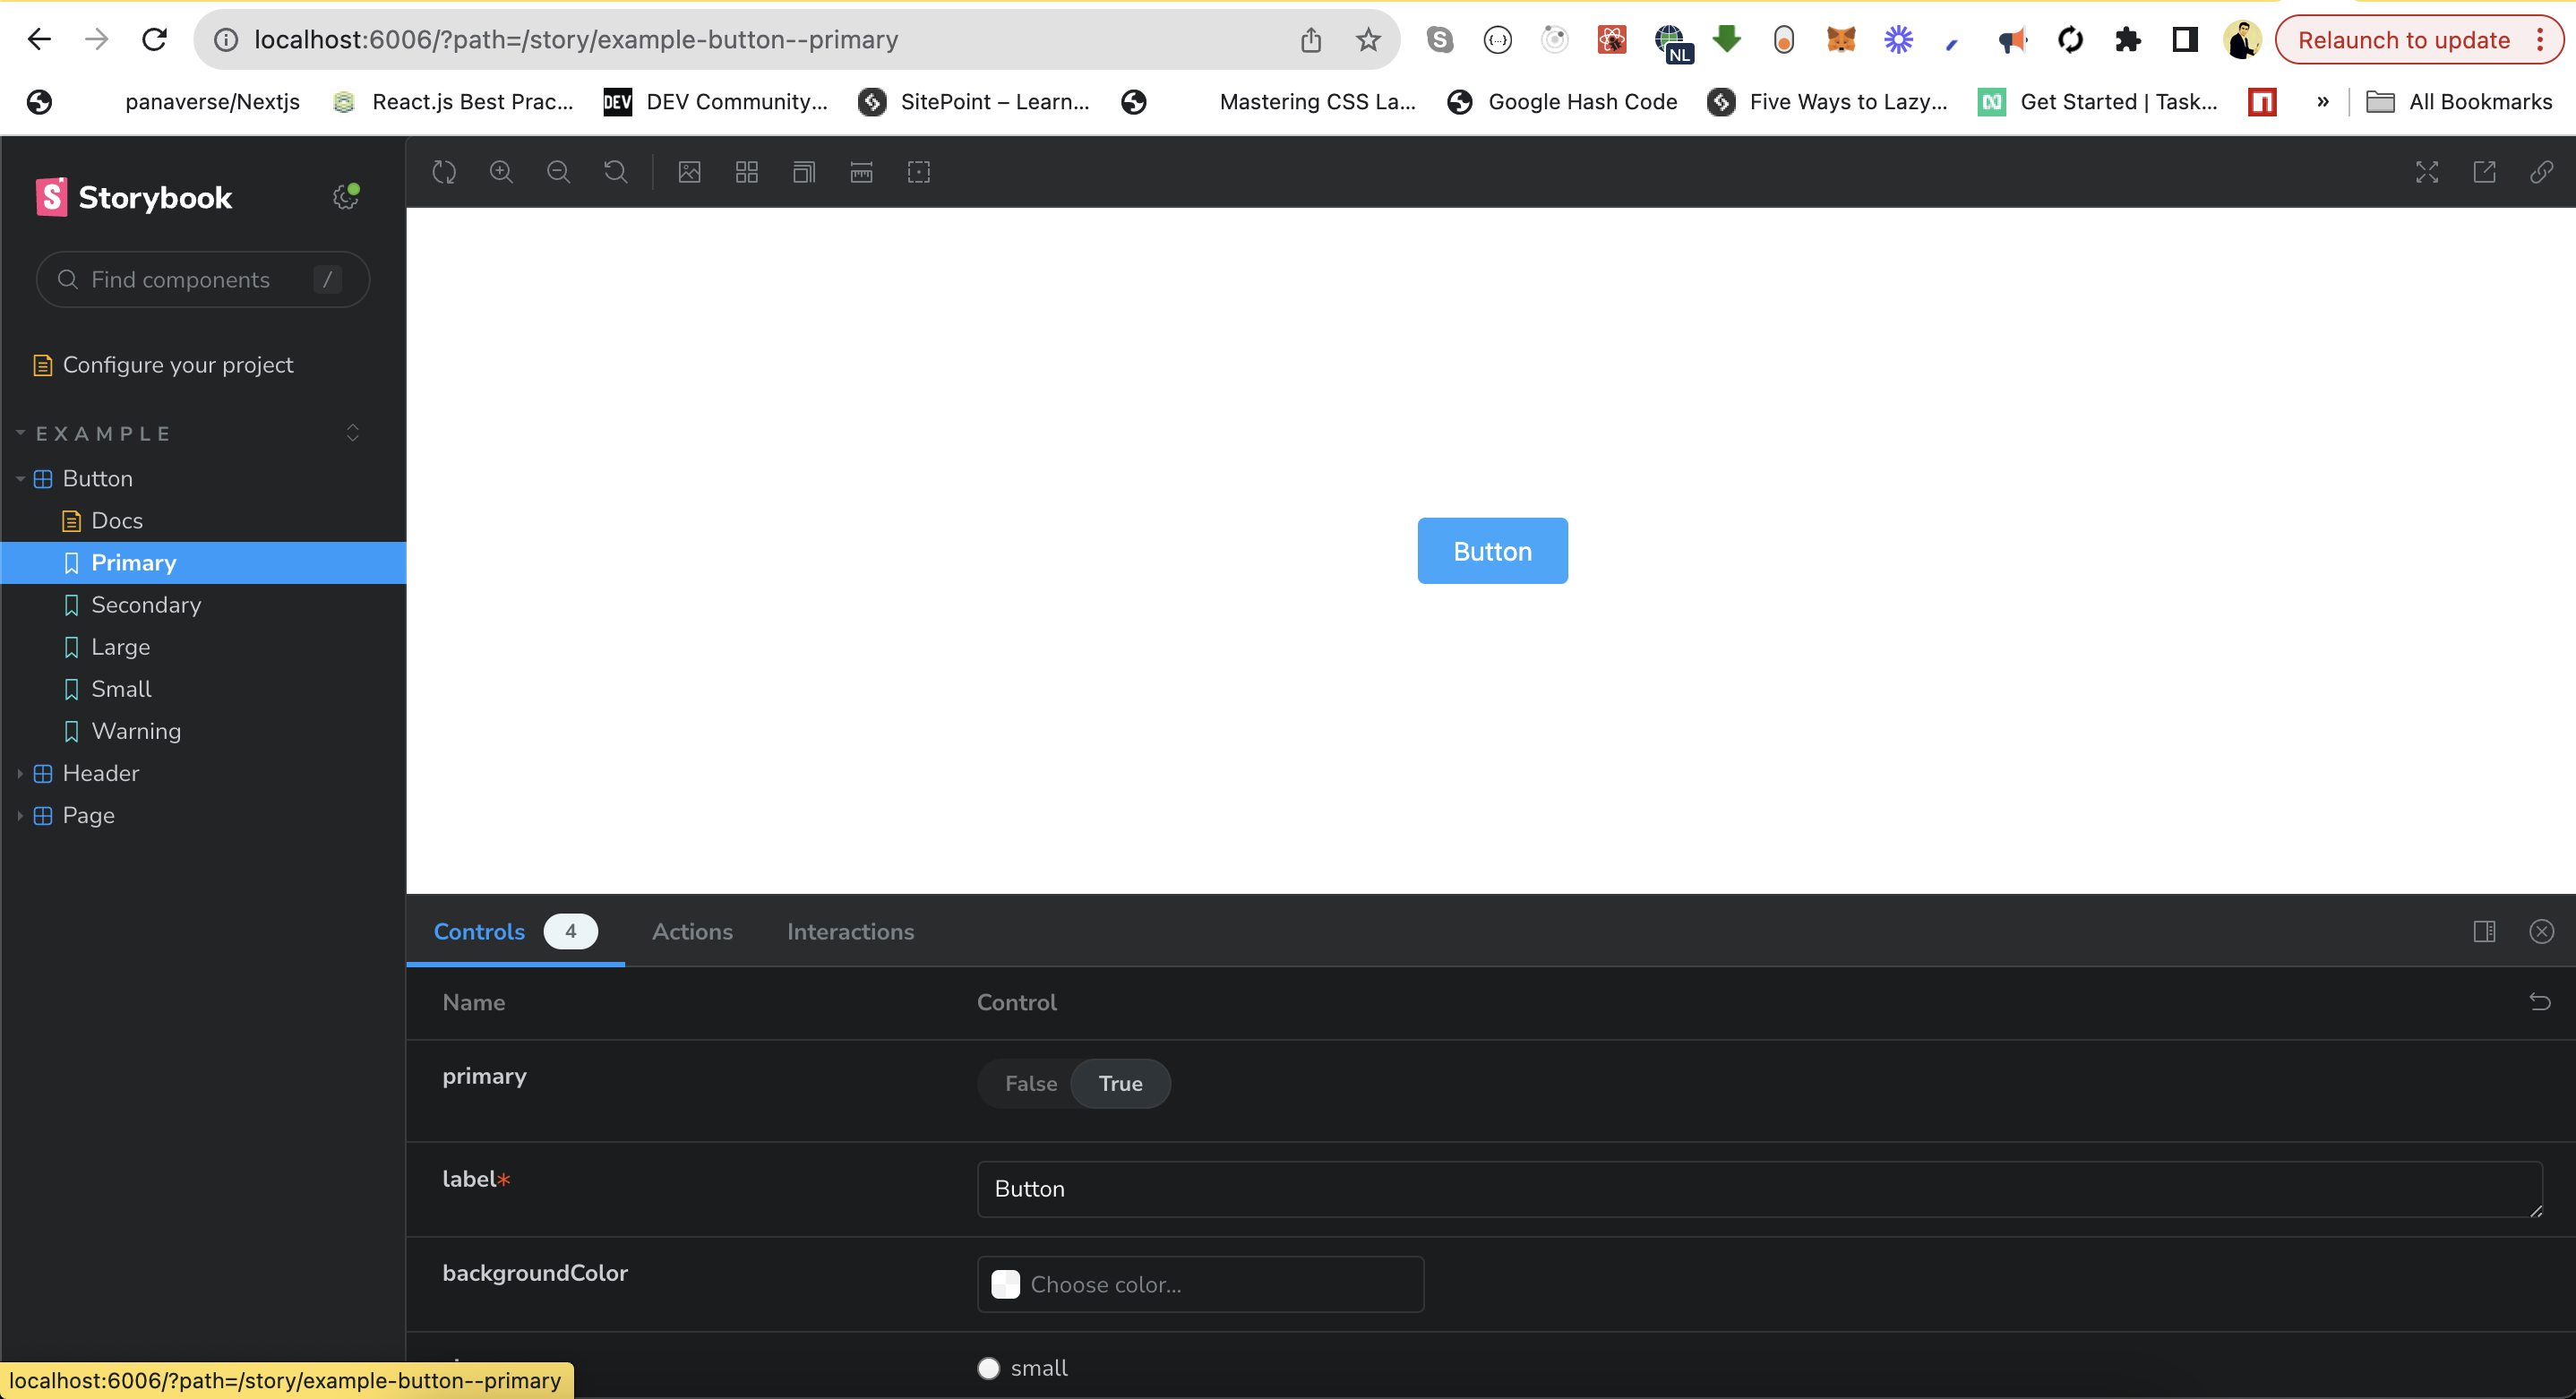 localhost:6006/?path=/story/example-button--primary
NL
Relaunch to update
panaverse/Nextjs
React.js Best Prac...
DEV
DEV Community...
SitePoint – Learn...
Mastering CSS La...
Google Hash Code
Five Ways to Lazy...
Get Started | Task...
»
All Bookmarks
S Storybook
Find components /
Configure your project
EXAMPLE
Button
Docs
Primary
Secondary
Large
Small
Warning
Header
Page
Button
Controls 4 Actions Interactions
Name Control
primary False True
label* Button
backgroundColor Choose color...
small
localhost:6006/?path=/story/example-button--primary